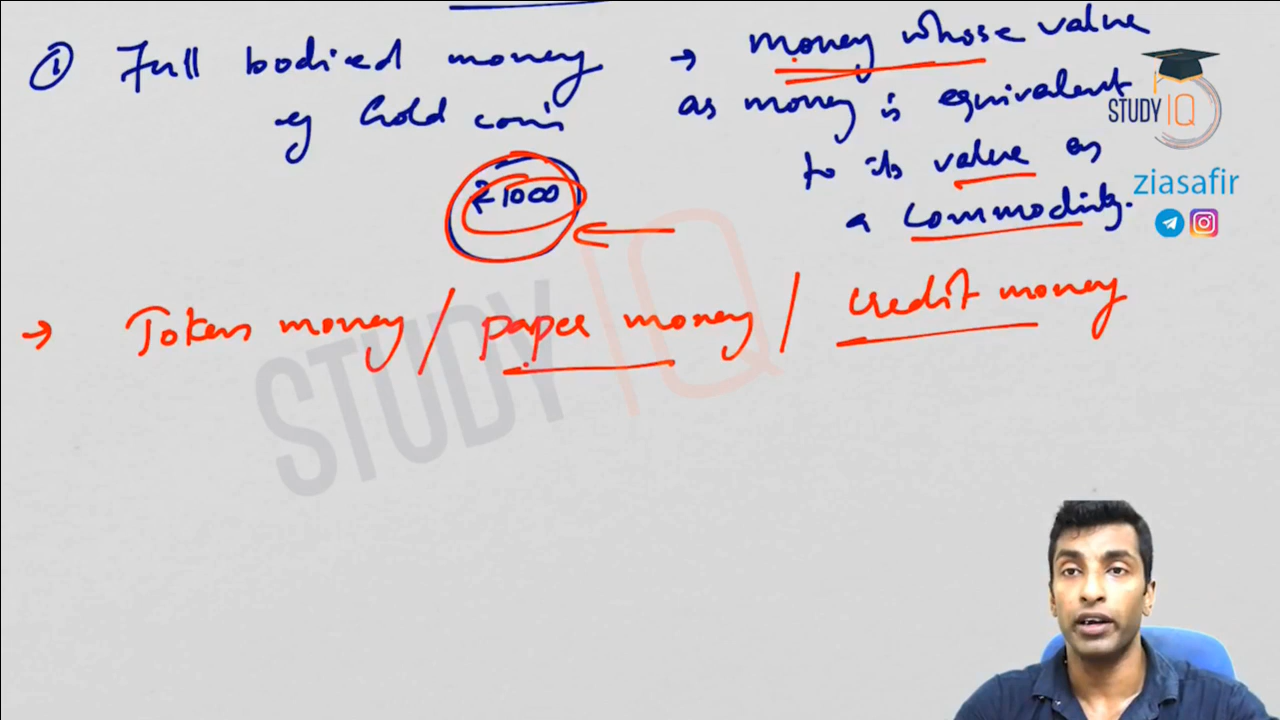 ① Full bodied money → money whose value
eg Gold coin as money is equivalent
to its value as
a commodity.
₹1000
→ Token money / paper money / credit money
STUDY IQ
ziasafir
STUDY IQ